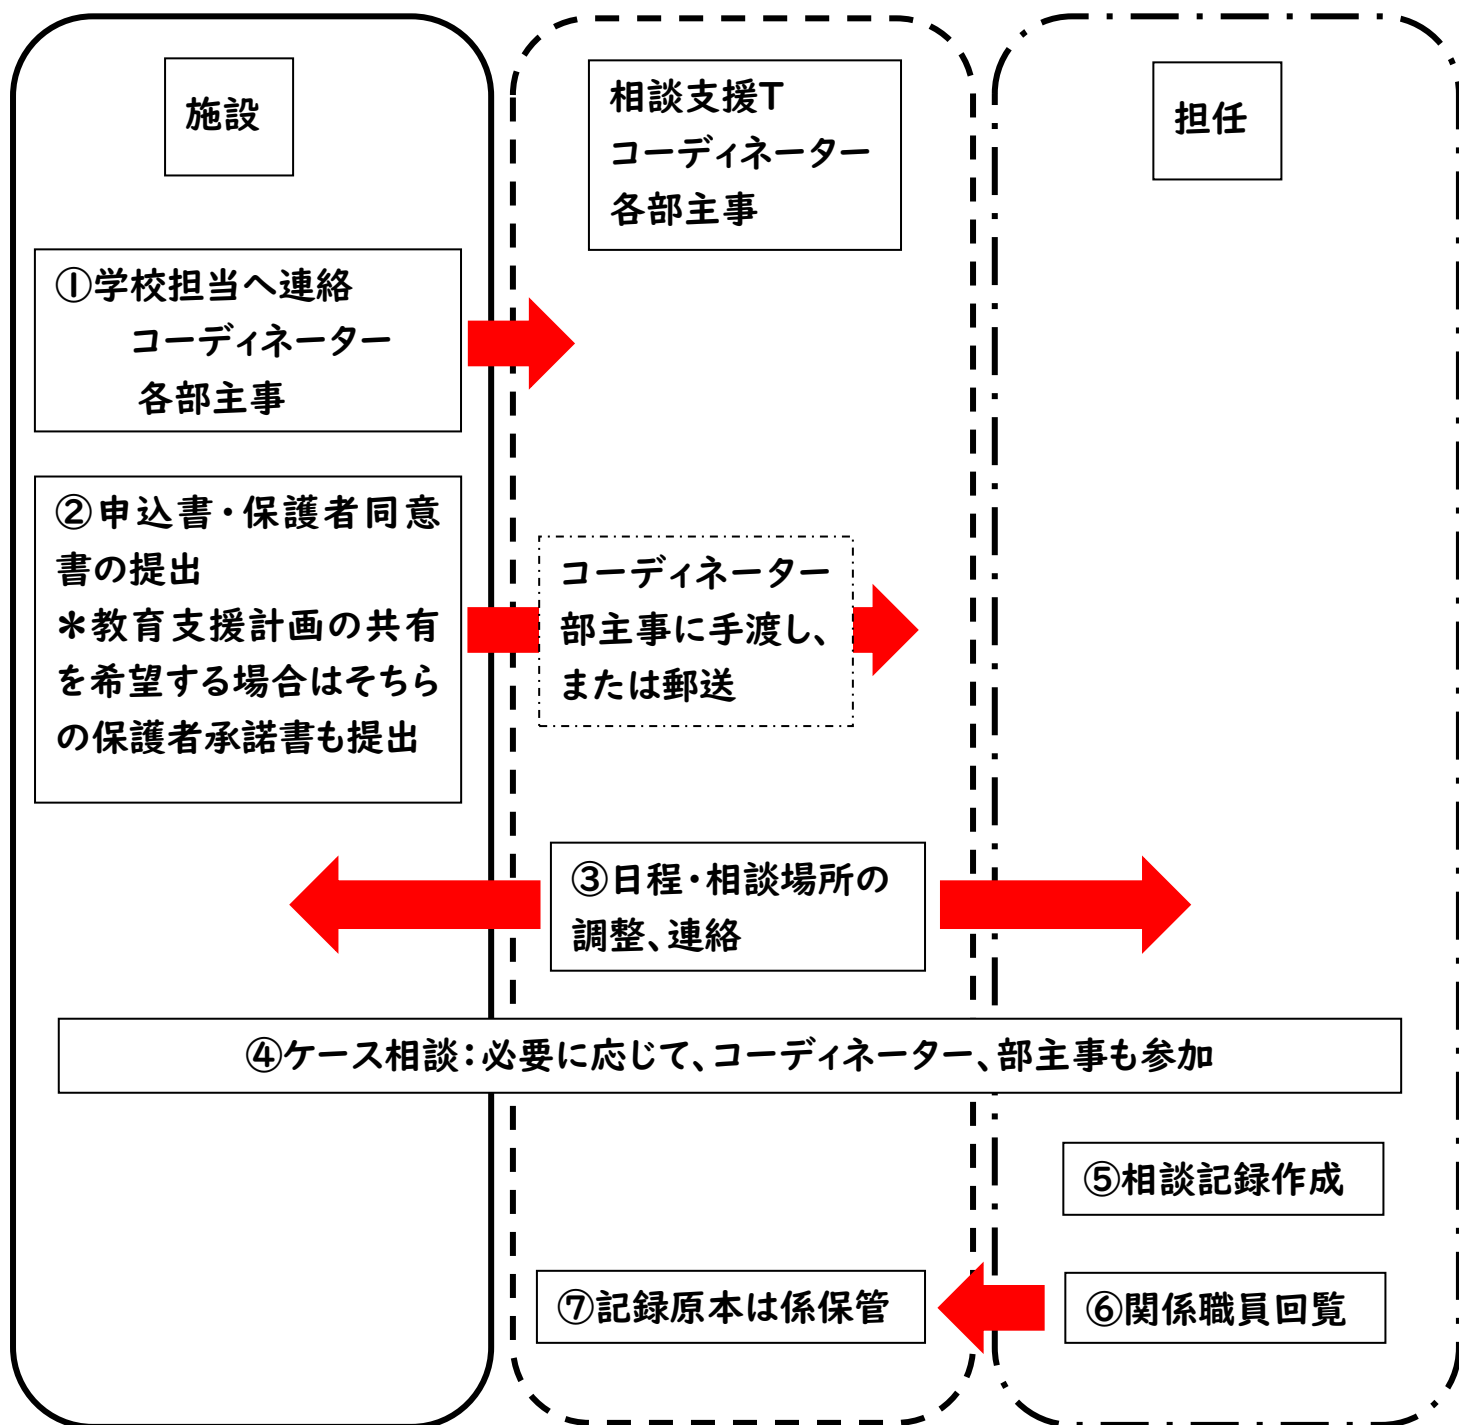 施設
相談支援T
コーディネーター
各部主事
担任
①学校担当へ連絡
コーディネーター
各部主事
②申込書・保護者同意
書の提出
＊教育支援計画の共有
を希望する場合はそちら
の保護者承諾書も提出
コーディネーター
部主事に手渡し、
または郵送
③日程・相談場所の
調整、連絡
④ケース相談：必要に応じて、コーディネーター、部主事も参加
⑤相談記録作成
⑦記録原本は係保管
⑥関係職員回覧